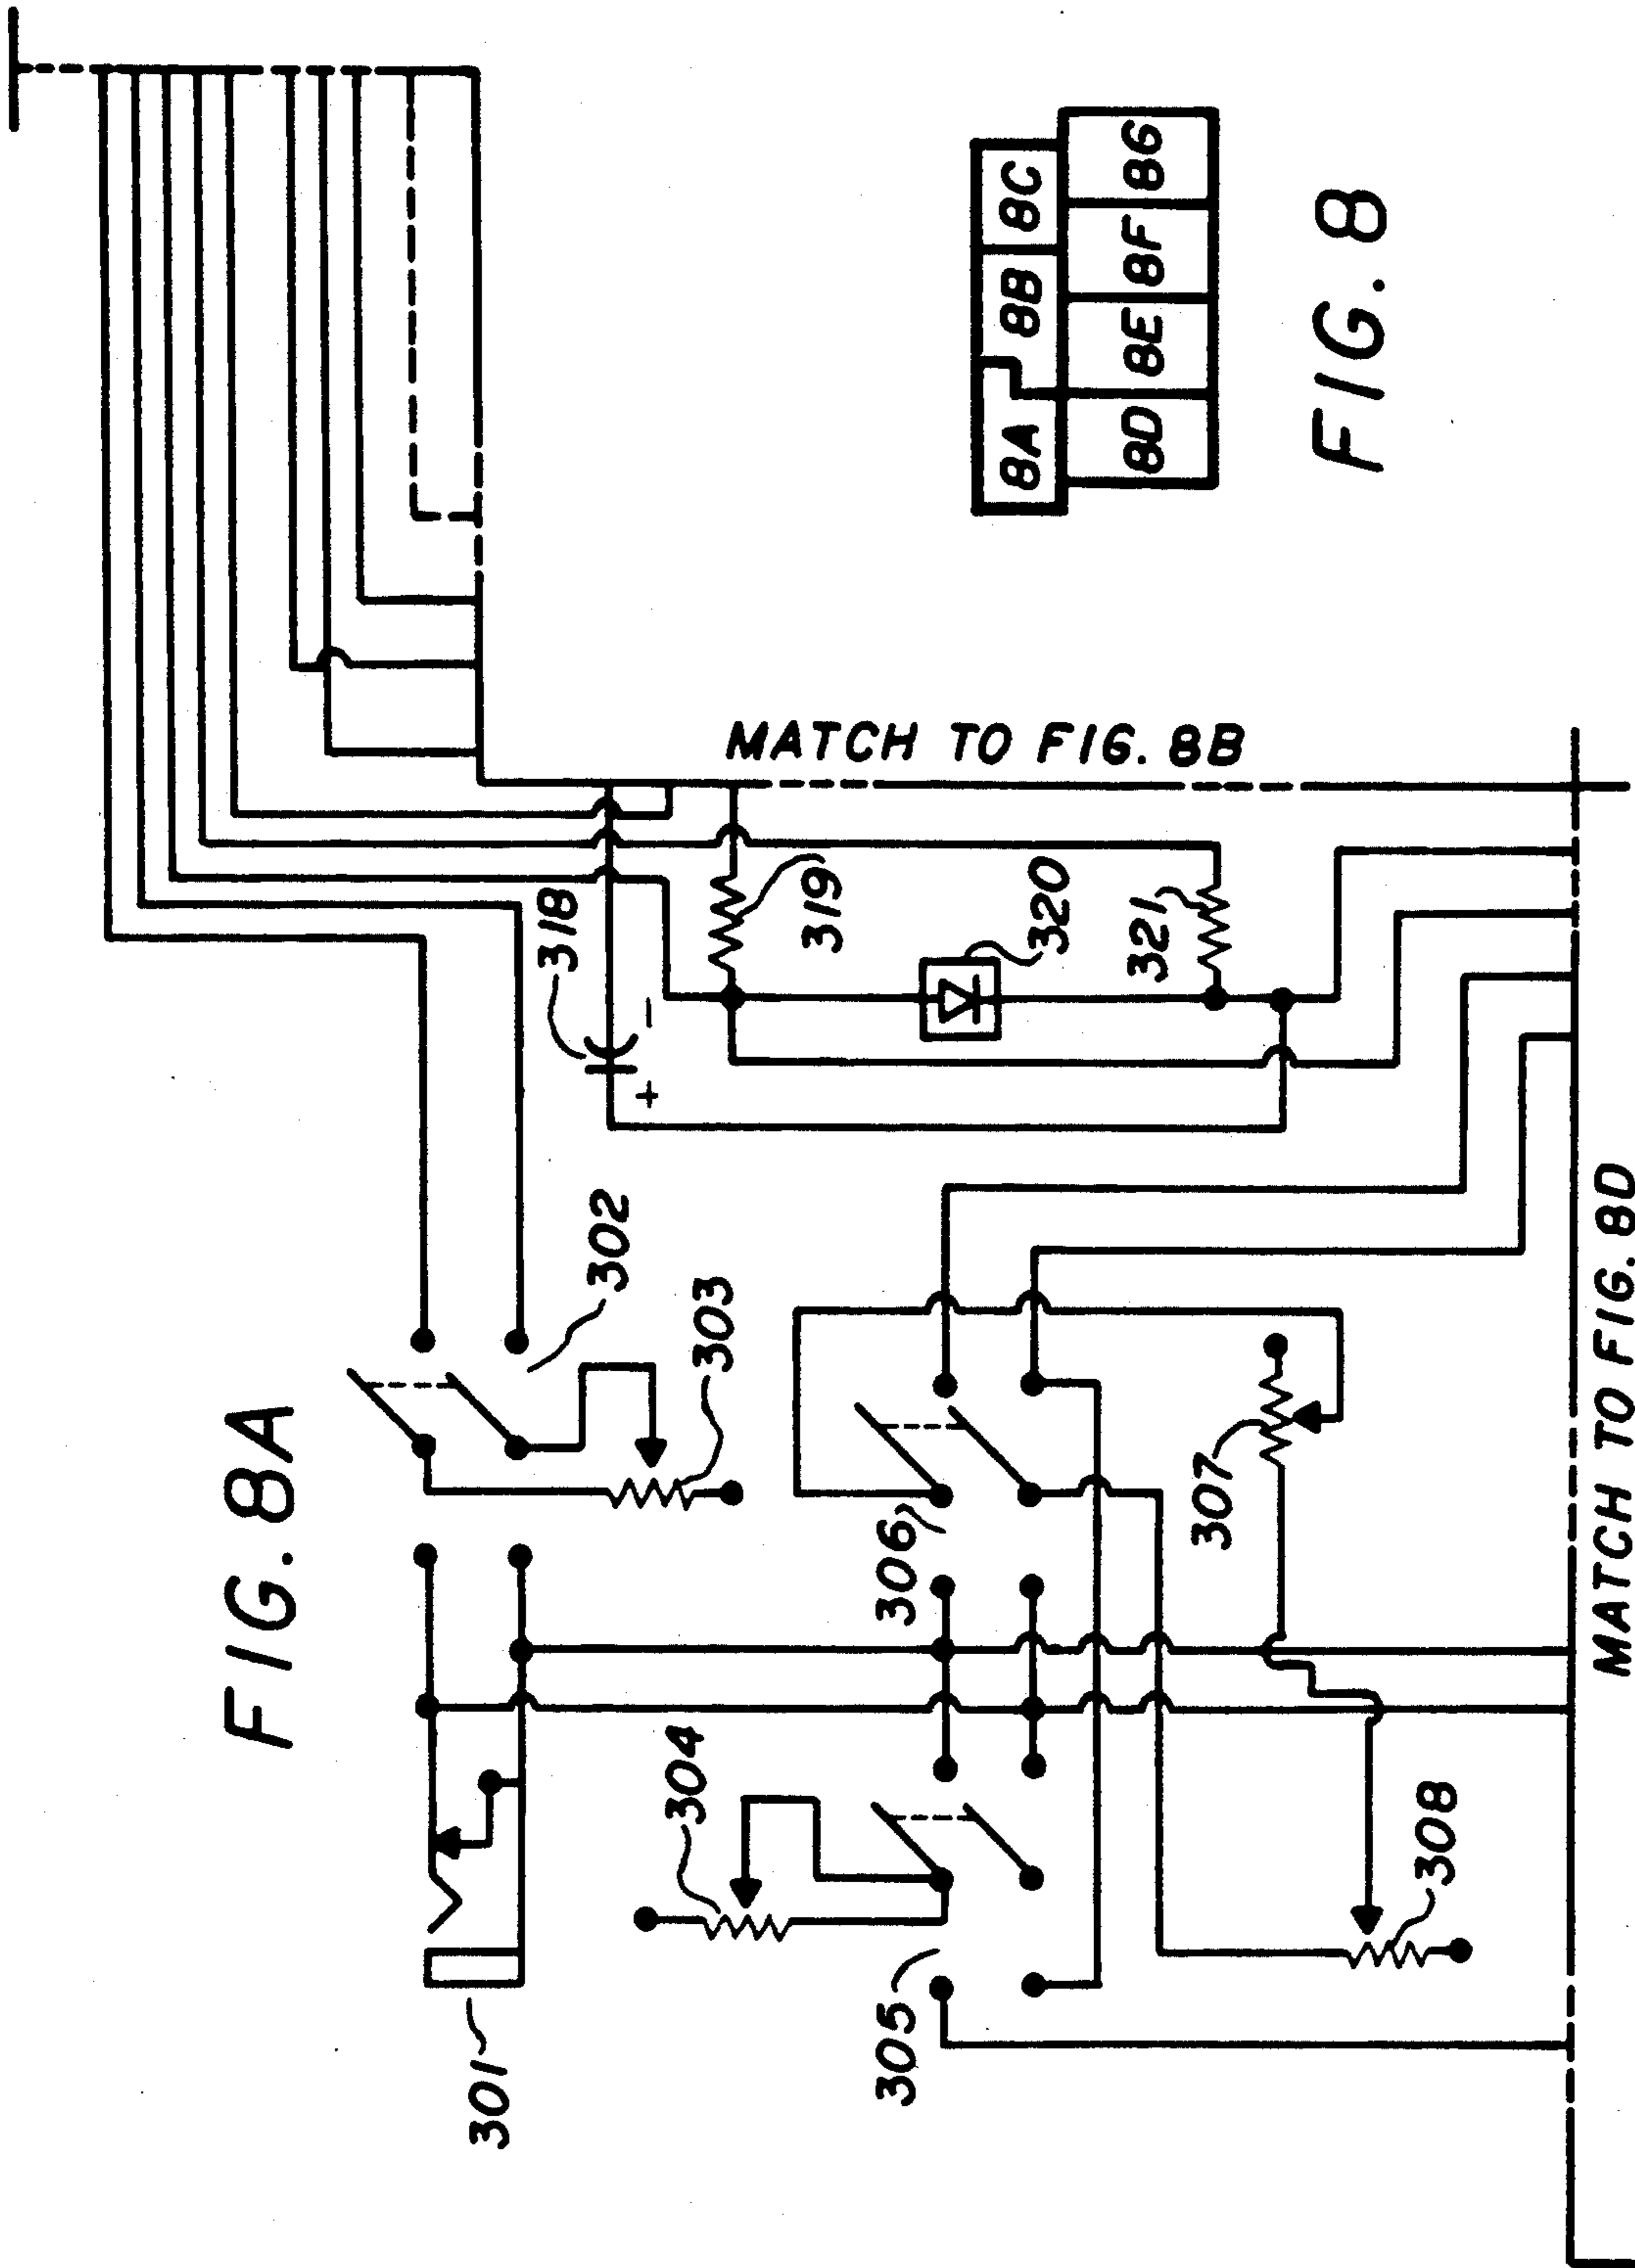 FIG. 8A
301
302
303
304
305
306
307
308
318
+ −
319
320
321
MATCH TO FIG. 8B
MATCH TO FIG. 8D
8A 8B 8C
8D 8E 8F 8G
FIG. 8